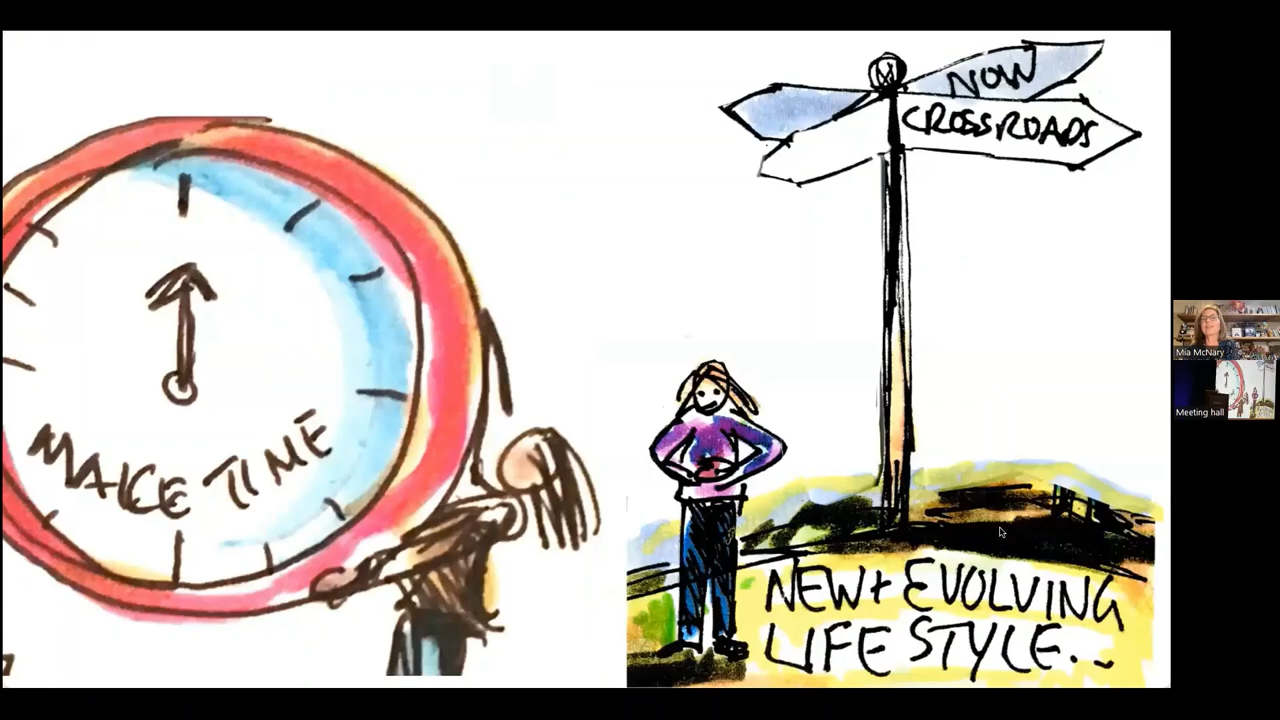 MAKE TIME
NOW
CROSSROADS
NEW + EVOLVING
LIFE STYLE..
Mia McNary
Meeting hall